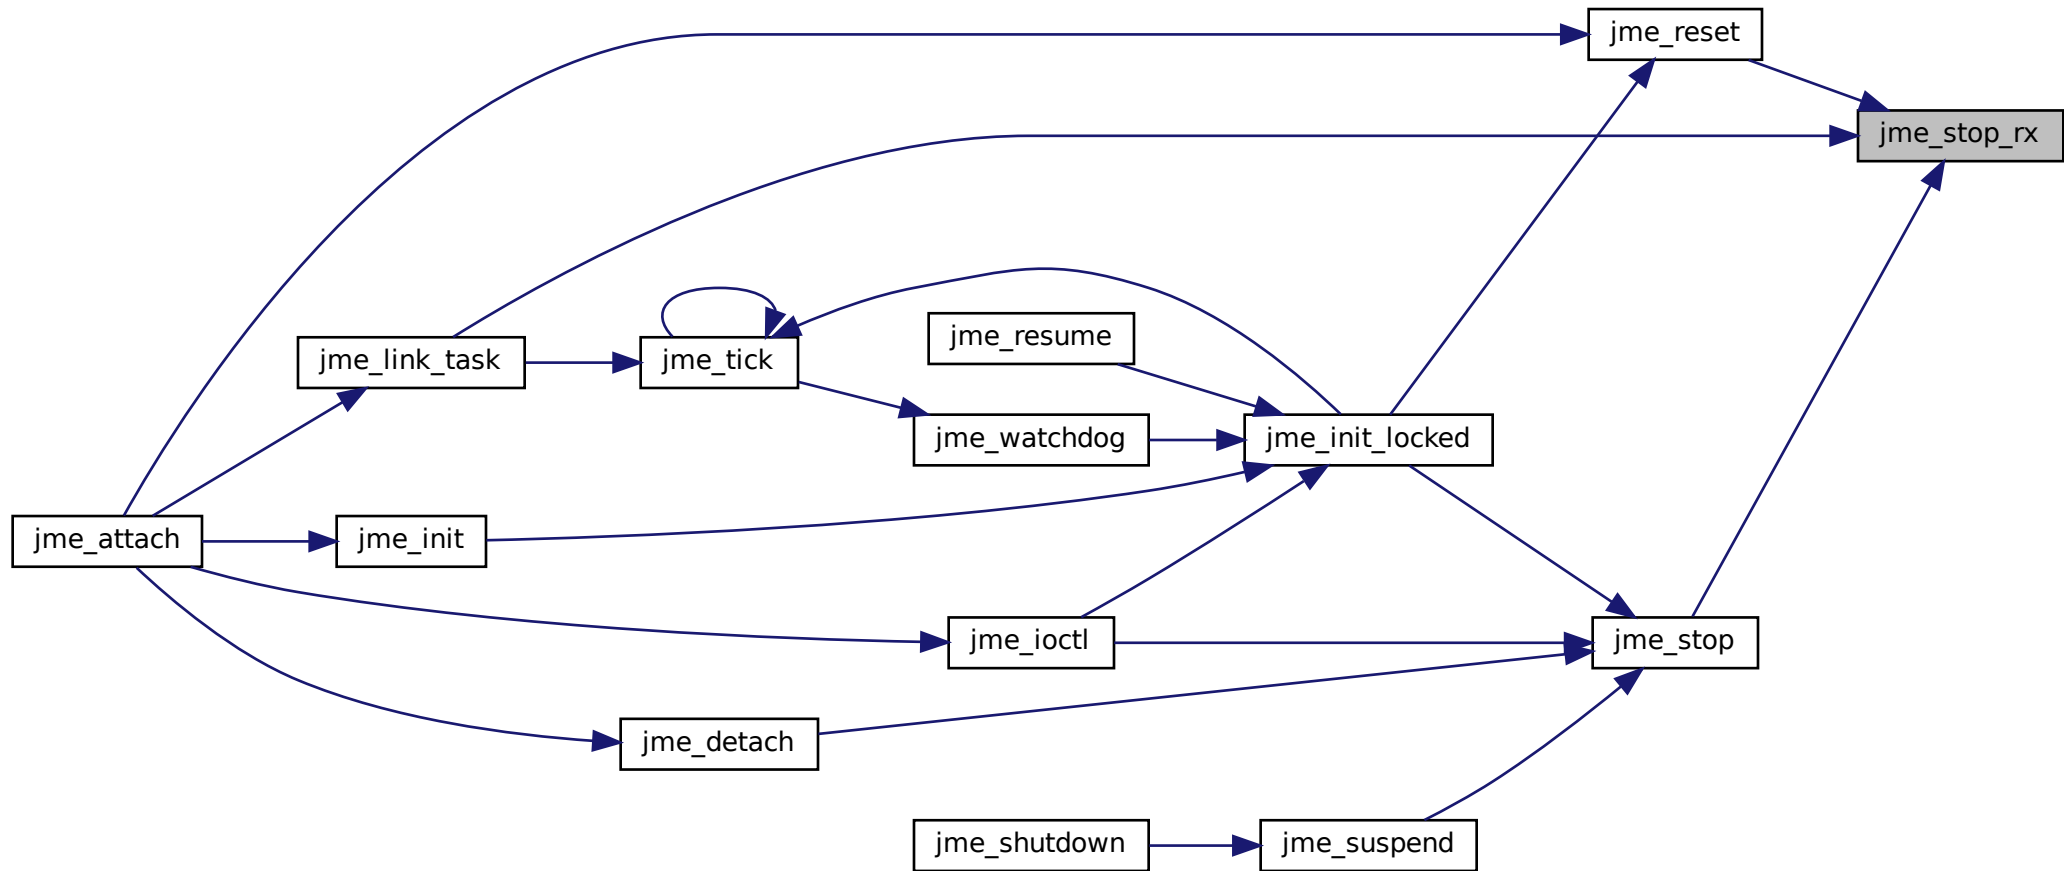 jme_reset
jme_stop_rx
jme_resume
jme_link_task
jme_tick
jme_watchdog
jme_init_locked
jme_attach
jme_init
jme_ioctl
jme_stop
jme_detach
jme_shutdown
jme_suspend